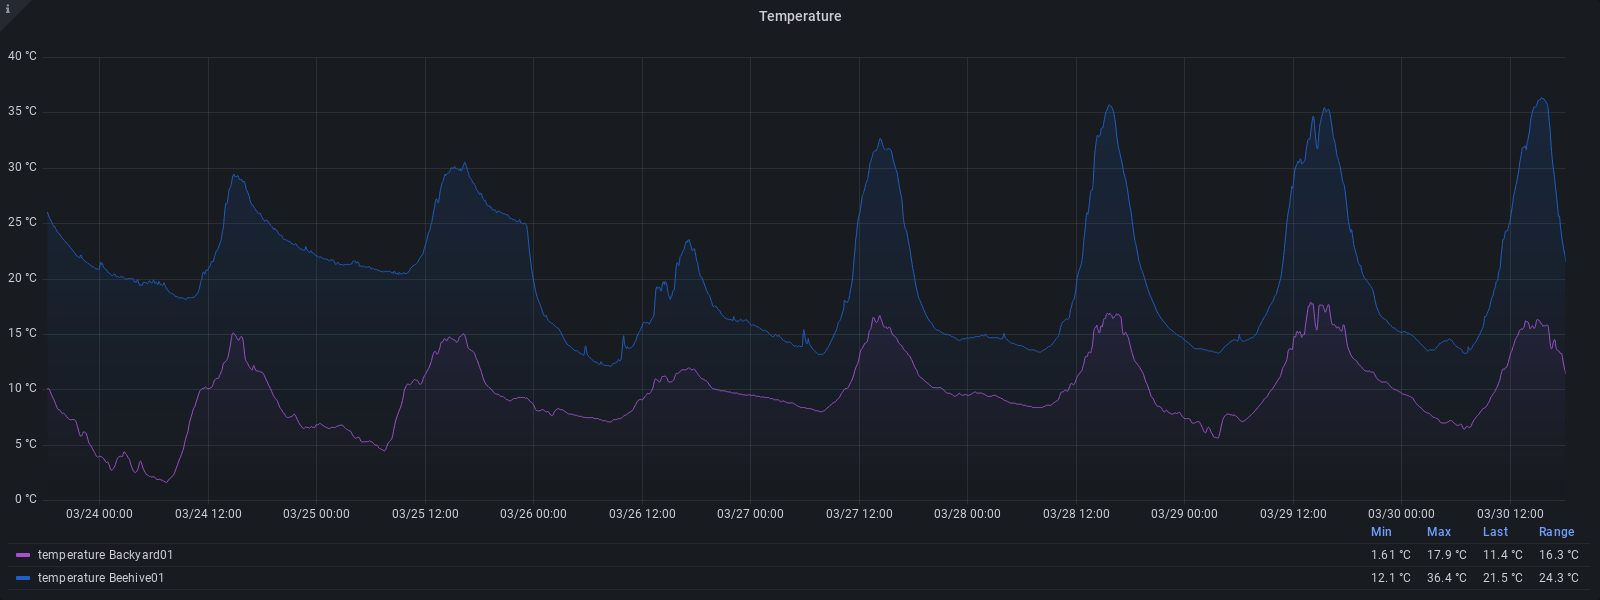 i
Temperature
40 °C
35 °C
30 °C
25 °C
20 °C
15 °C
10 °C
5 °C
0 °C
03/24 00:00 03/24 12:00 03/25 00:00 03/25 12:00 03/26 00:00 03/26 12:00 03/27 00:00 03/27 12:00 03/28 00:00 03/28 12:00 03/29 00:00 03/29 12:00 03/30 00:00 03/30 12:00
Min Max Last Range
temperature Backyard01 1.61 °C 17.9 °C 11.4 °C 16.3 °C
temperature Beehive01 12.1 °C 36.4 °C 21.5 °C 24.3 °C